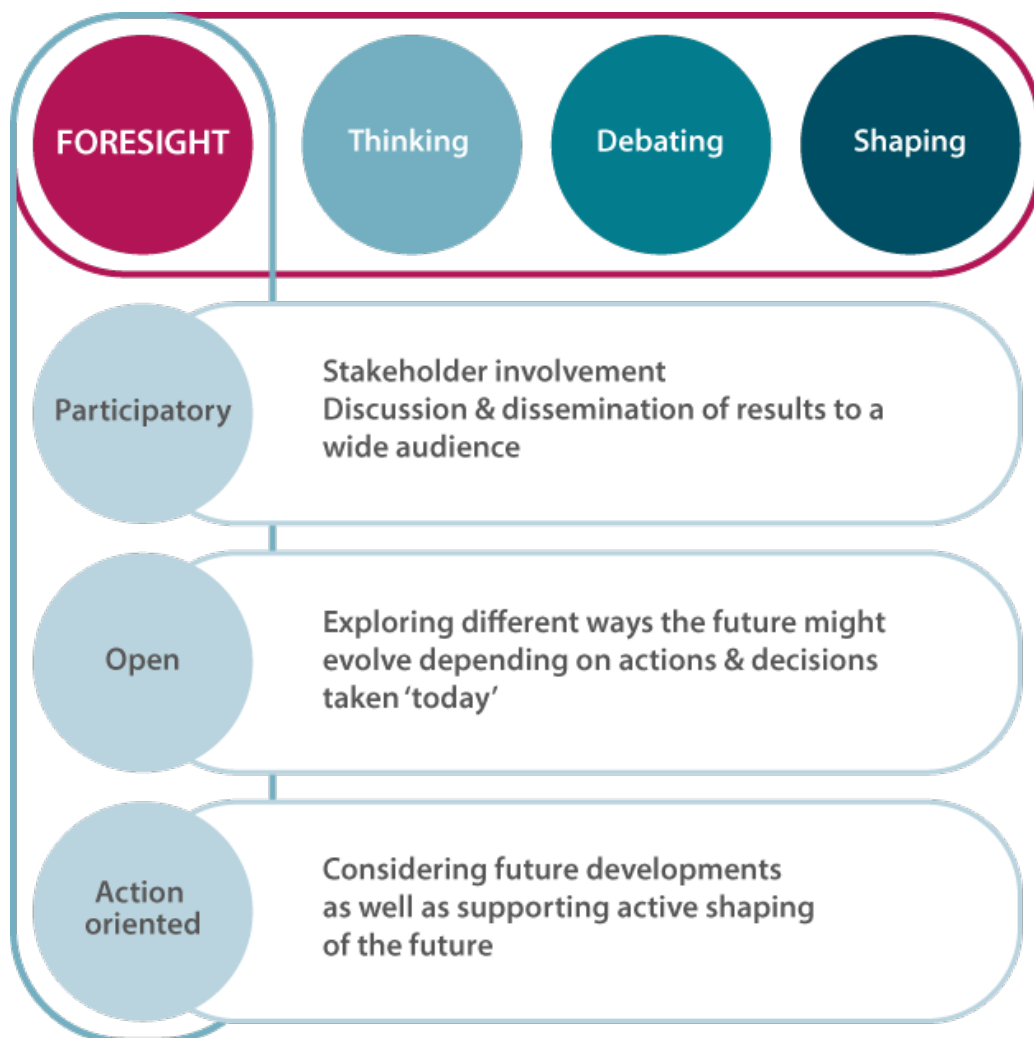 FORESIGHT
Thinking
Debating
Shaping
Participatory
Stakeholder involvement
Discussion & dissemination of results to a
wide audience
Open
Exploring different ways the future might
evolve depending on actions & decisions
taken ‘today’
Action
oriented
Considering future developments
as well as supporting active shaping
of the future